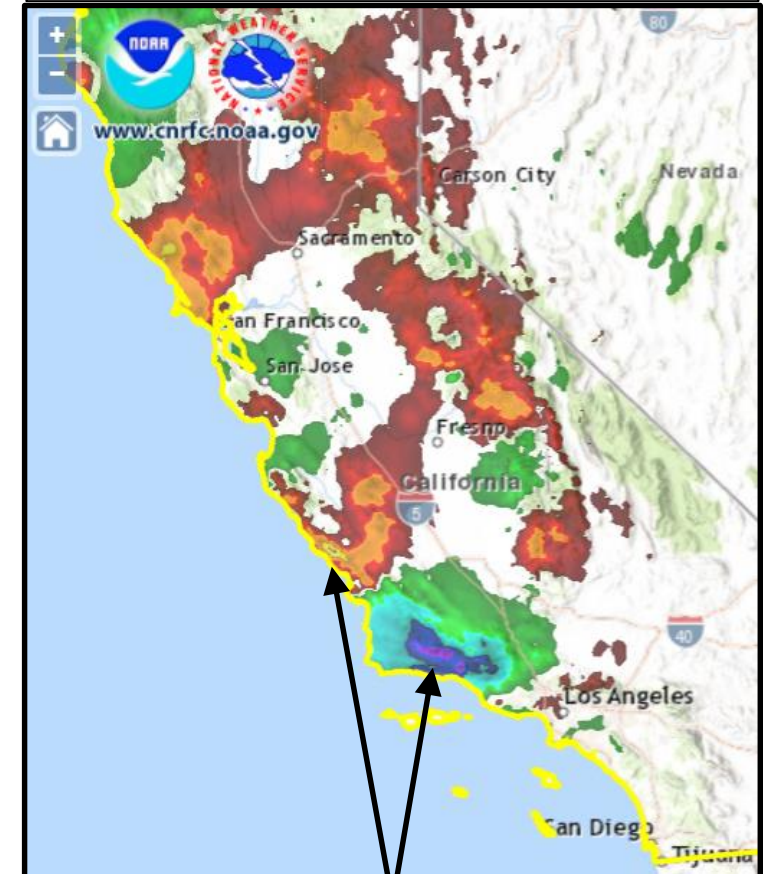 80
+
NOAA
NATIONAL WEATHER SERVICE
−
www.cnrfc.noaa.gov
Carson City
Nevada
Sacramento
an Francisco
San Jose
Fresno
California
5
40
Los Angeles
San Diego
Tijuana